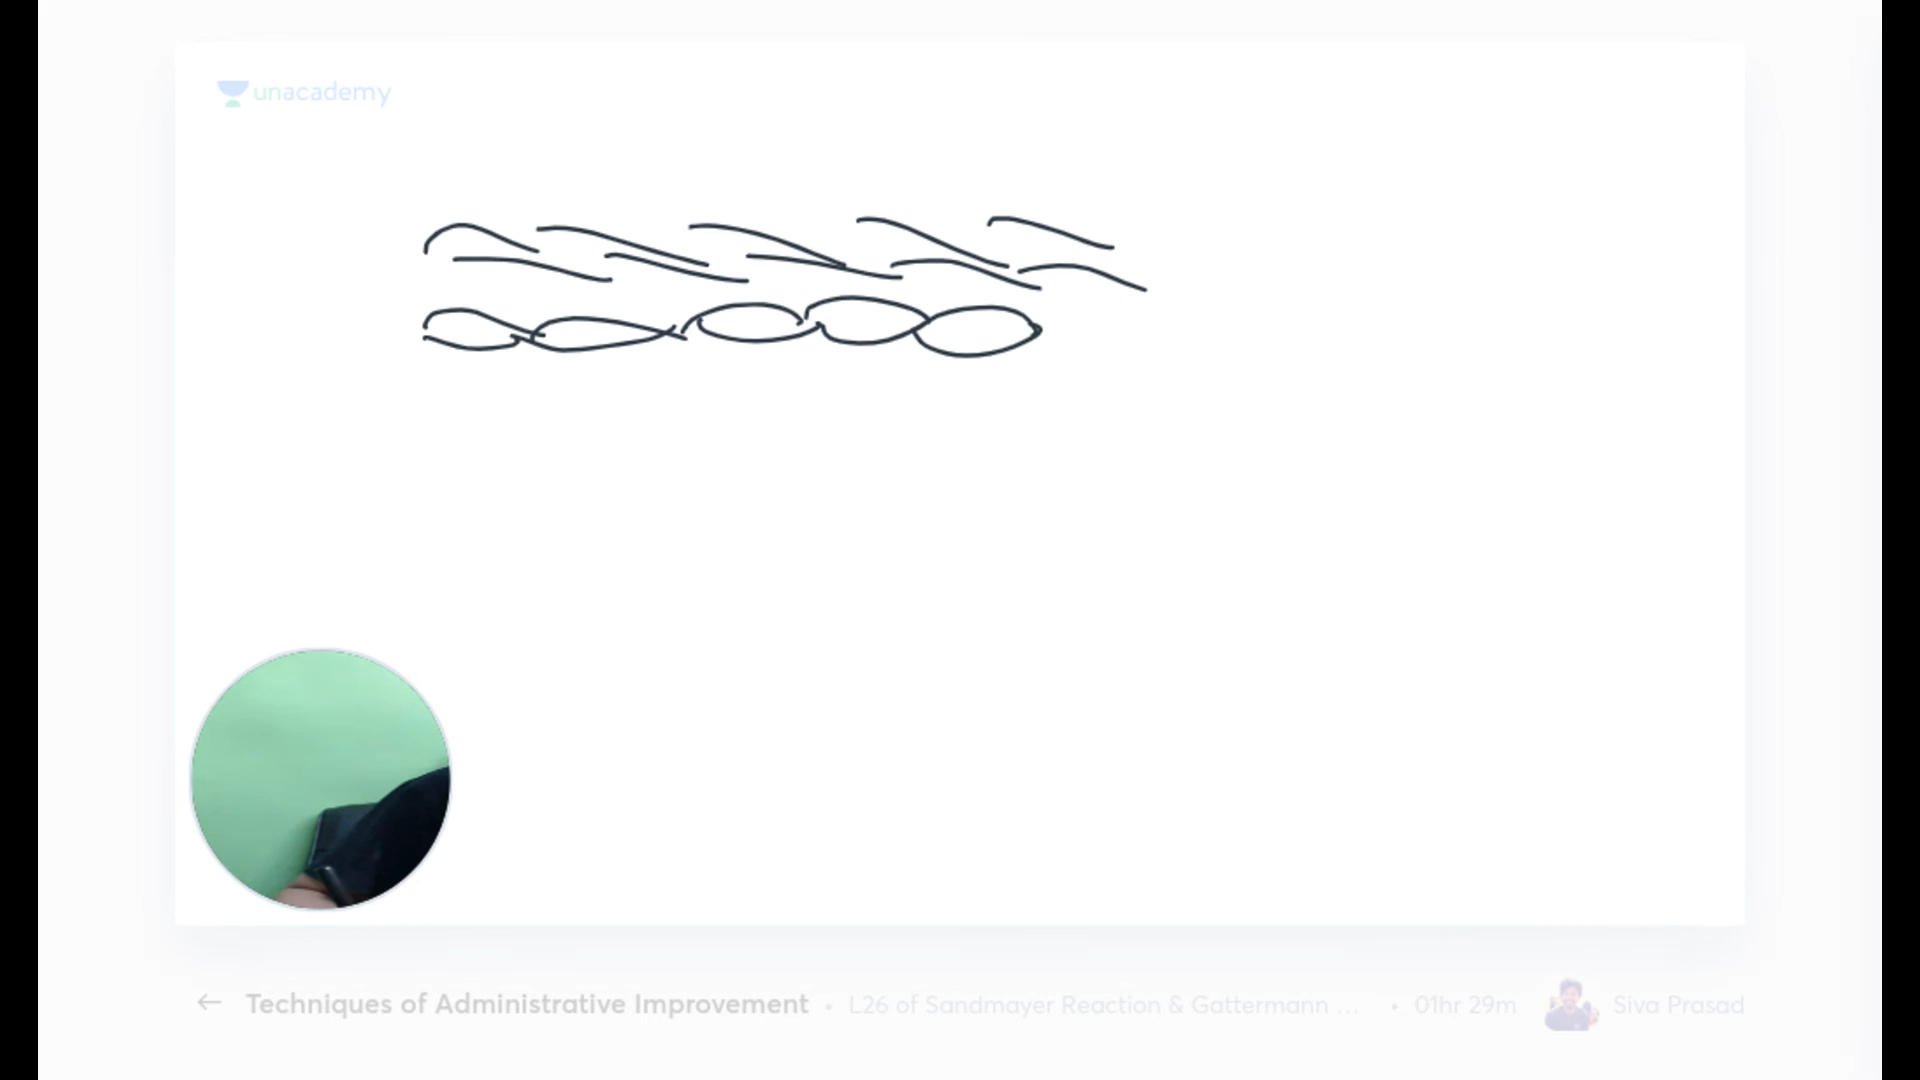 unacademy
Techniques of Administrative Improvement • L26 of Sandmayer Reaction & Gattermann ... • 01hr 29m Siva Prasad